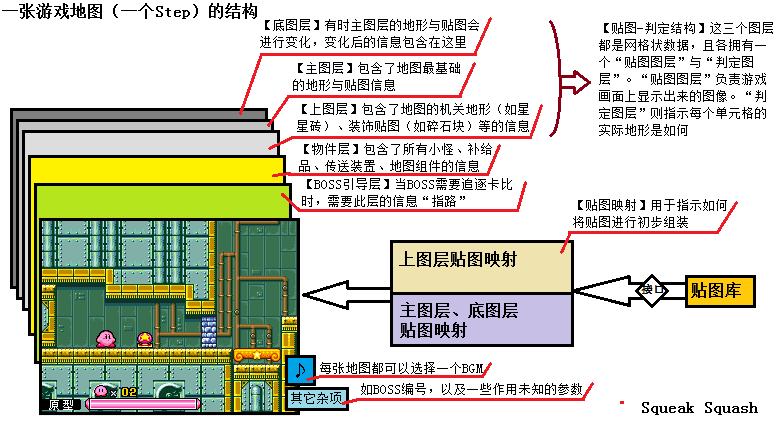 一张游戏地图（一个Step）的结构
【底图层】有时主图层的地形与贴图会
进行变化，变化后的信息包含在这里
【主图层】包含了地图最基础
的地形与贴图信息
【上图层】包含了地图的机关地形（如星
星砖）、装饰贴图（如碎石块）等的信息
【物件层】包含了所有小怪、补给
品、传送装置、地图组件的信息
【BOSS引导层】当BOSS需要追逐卡比
时，需要此层的信息“指路”
【贴图-判定结构】这三个图层
都是网格状数据，且各拥有一
个“贴图图层”与“判定图
层”。“贴图图层”负责游戏
画面上显示出来的图像。“判
定图层”则指示每个单元格的
实际地形是如何
【贴图映射】用于指示如何
将贴图进行初步组装
上图层贴图映射
主图层、底图层
贴图映射
接口
贴图库
×02
原型
♪
每张地图都可以选择一个BGM
其它杂项
如BOSS编号，以及一些作用未知的参数
Squeak Squash